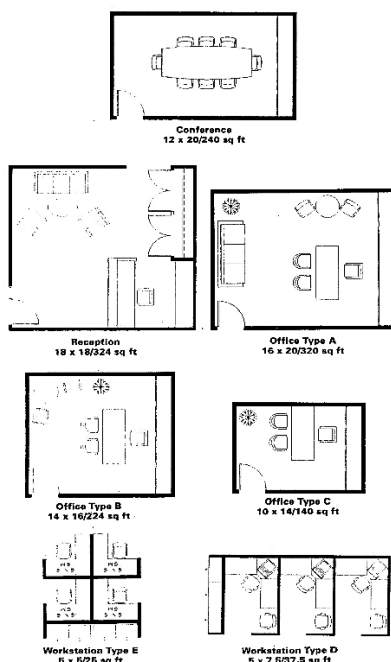 Conference
12 x 20/240 sq ft
Reception
18 x 18/324 sq ft
Office Type A
16 x 20/320 sq ft
Office Type B
14 x 16/224 sq ft
Office Type C
10 x 14/140 sq ft
Workstation Type E
5 x 5/25 sq ft
Workstation Type D
5 x 7.5/37.5 sq ft